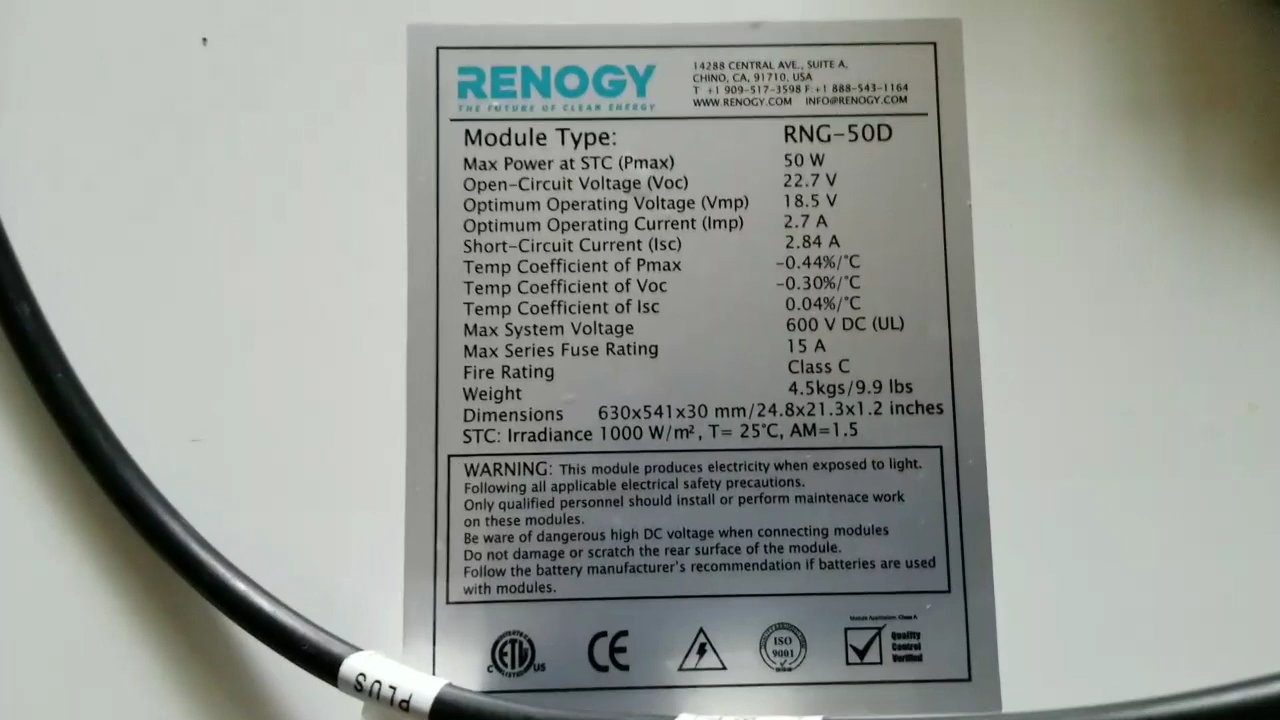 RENOGY
THE FUTURE OF CLEAN ENERGY
14288 CENTRAL AVE., SUITE A,
CHINO, CA, 91710, USA
T +1 909-517-3598 F +1 888-543-1164
WWW.RENOGY.COM INFO@RENOGY.COM
Module Type: RNG-50D
Max Power at STC (Pmax) 50 W
Open-Circuit Voltage (Voc) 22.7 V
Optimum Operating Voltage (Vmp) 18.5 V
Optimum Operating Current (Imp) 2.7 A
Short-Circuit Current (Isc) 2.84 A
Temp Coefficient of Pmax -0.44%/°C
Temp Coefficient of Voc -0.30%/°C
Temp Coefficient of Isc 0.04%/°C
Max System Voltage 600 V DC (UL)
Max Series Fuse Rating 15 A
Fire Rating Class C
Weight 4.5kgs/9.9 lbs
Dimensions 630x541x30 mm/24.8x21.3x1.2 inches
STC: Irradiance 1000 W/m², T= 25°C, AM=1.5
WARNING: This module produces electricity when exposed to light.
Following all applicable electrical safety precautions.
Only qualified personnel should install or perform maintenace work
on these modules.
Be ware of dangerous high DC voltage when connecting modules
Do not damage or scratch the rear surface of the module.
Follow the battery manufacturer's recommendation if batteries are used
with modules.
C ETL US
CE
ISO
9001
Module Application: Class A
Quality
Control
Verified
PLUS